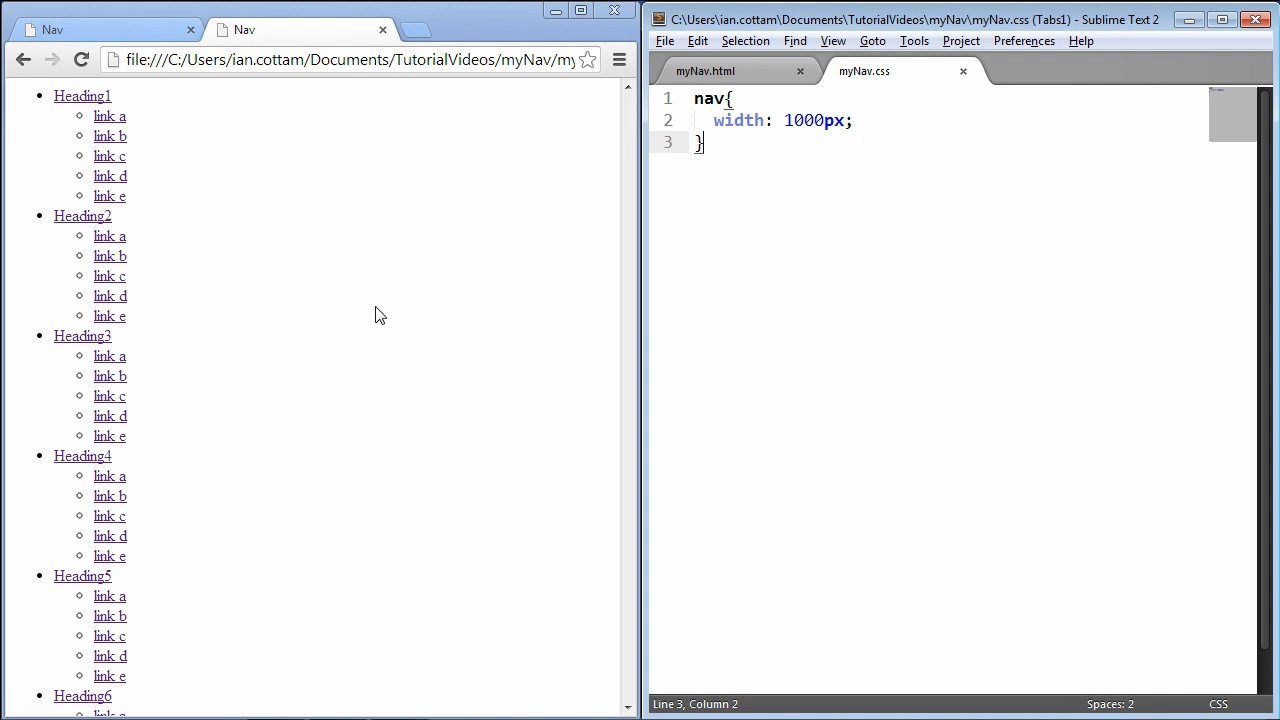 Nav
Nav
file:///C:/Users/ian.cottam/Documents/TutorialVideos/myNav/my
Heading1
link a
link b
link c
link d
link e
Heading2
link a
link b
link c
link d
link e
Heading3
link a
link b
link c
link d
link e
Heading4
link a
link b
link c
link d
link e
Heading5
link a
link b
link c
link d
link e
Heading6
C:\Users\ian.cottam\Documents\TutorialVideos\myNav\myNav.css (Tabs1) - Sublime Text 2
File Edit Selection Find View Goto Tools Project Preferences Help
myNav.html myNav.css
1 nav{
2 width: 1000px;
3 }
Line 3, Column 2 Spaces: 2 CSS